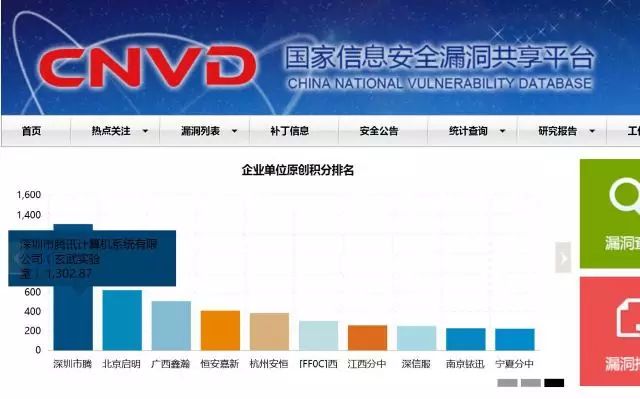 CNVD
国家信息安全漏洞共享平台
CHINA NATIONAL VULNERABILITY DATABASE
首页 热点关注 漏洞列表 补丁信息 安全公告 统计查询 研究报告
企业单位原创积分排名
1,600
1,400
深圳市腾讯计算机系统有限
公司（玄武实验
室）: 1,302.87
600
400
200
0
深圳市腾 北京启明 广西鑫瀚 恒安嘉新 杭州安恒 [FF0C]西 江西分中 深信服 南京铱迅 宁夏分中
漏洞
漏洞